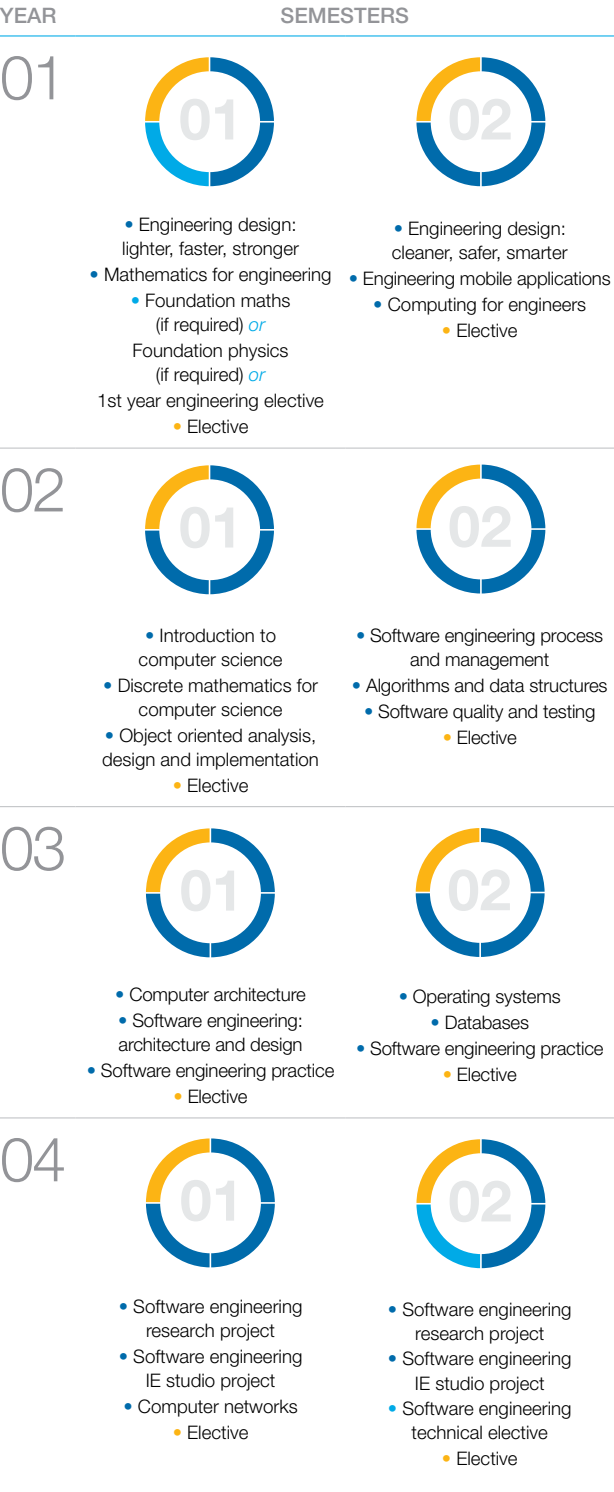 YEAR SEMESTERS
01
01
• Engineering design:
lighter, faster, stronger
• Mathematics for engineering
• Foundation maths
(if required) or
Foundation physics
(if required) or
1st year engineering elective
• Elective
02
• Engineering design:
cleaner, safer, smarter
• Engineering mobile applications
• Computing for engineers
• Elective
02
01
• Introduction to
computer science
• Discrete mathematics for
computer science
• Object oriented analysis,
design and implementation
• Elective
02
• Software engineering process
and management
• Algorithms and data structures
• Software quality and testing
• Elective
03
01
• Computer architecture
• Software engineering:
architecture and design
• Software engineering practice
• Elective
02
• Operating systems
• Databases
• Software engineering practice
• Elective
04
01
• Software engineering
research project
• Software engineering
IE studio project
• Computer networks
• Elective
02
• Software engineering
research project
• Software engineering
IE studio project
• Software engineering
technical elective
• Elective